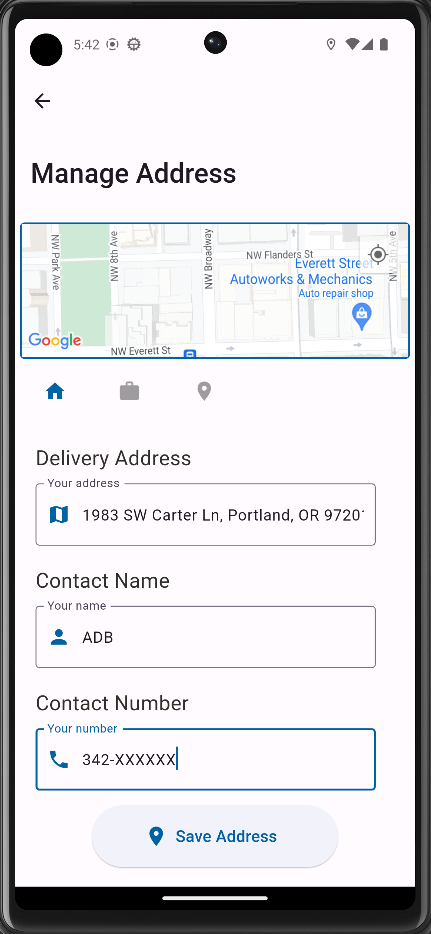 5:42
Manage Address
NW Park Ave
NW 8th Ave
NW Broadway
NW Flanders St
Everett Street
Autoworks & Mechanics
Auto repair shop
Google
NW Everett St
Delivery Address
Your address
1983 SW Carter Ln, Portland, OR 9720
Contact Name
Your name
ADB
Contact Number
Your number
342-XXXXXX
Save Address